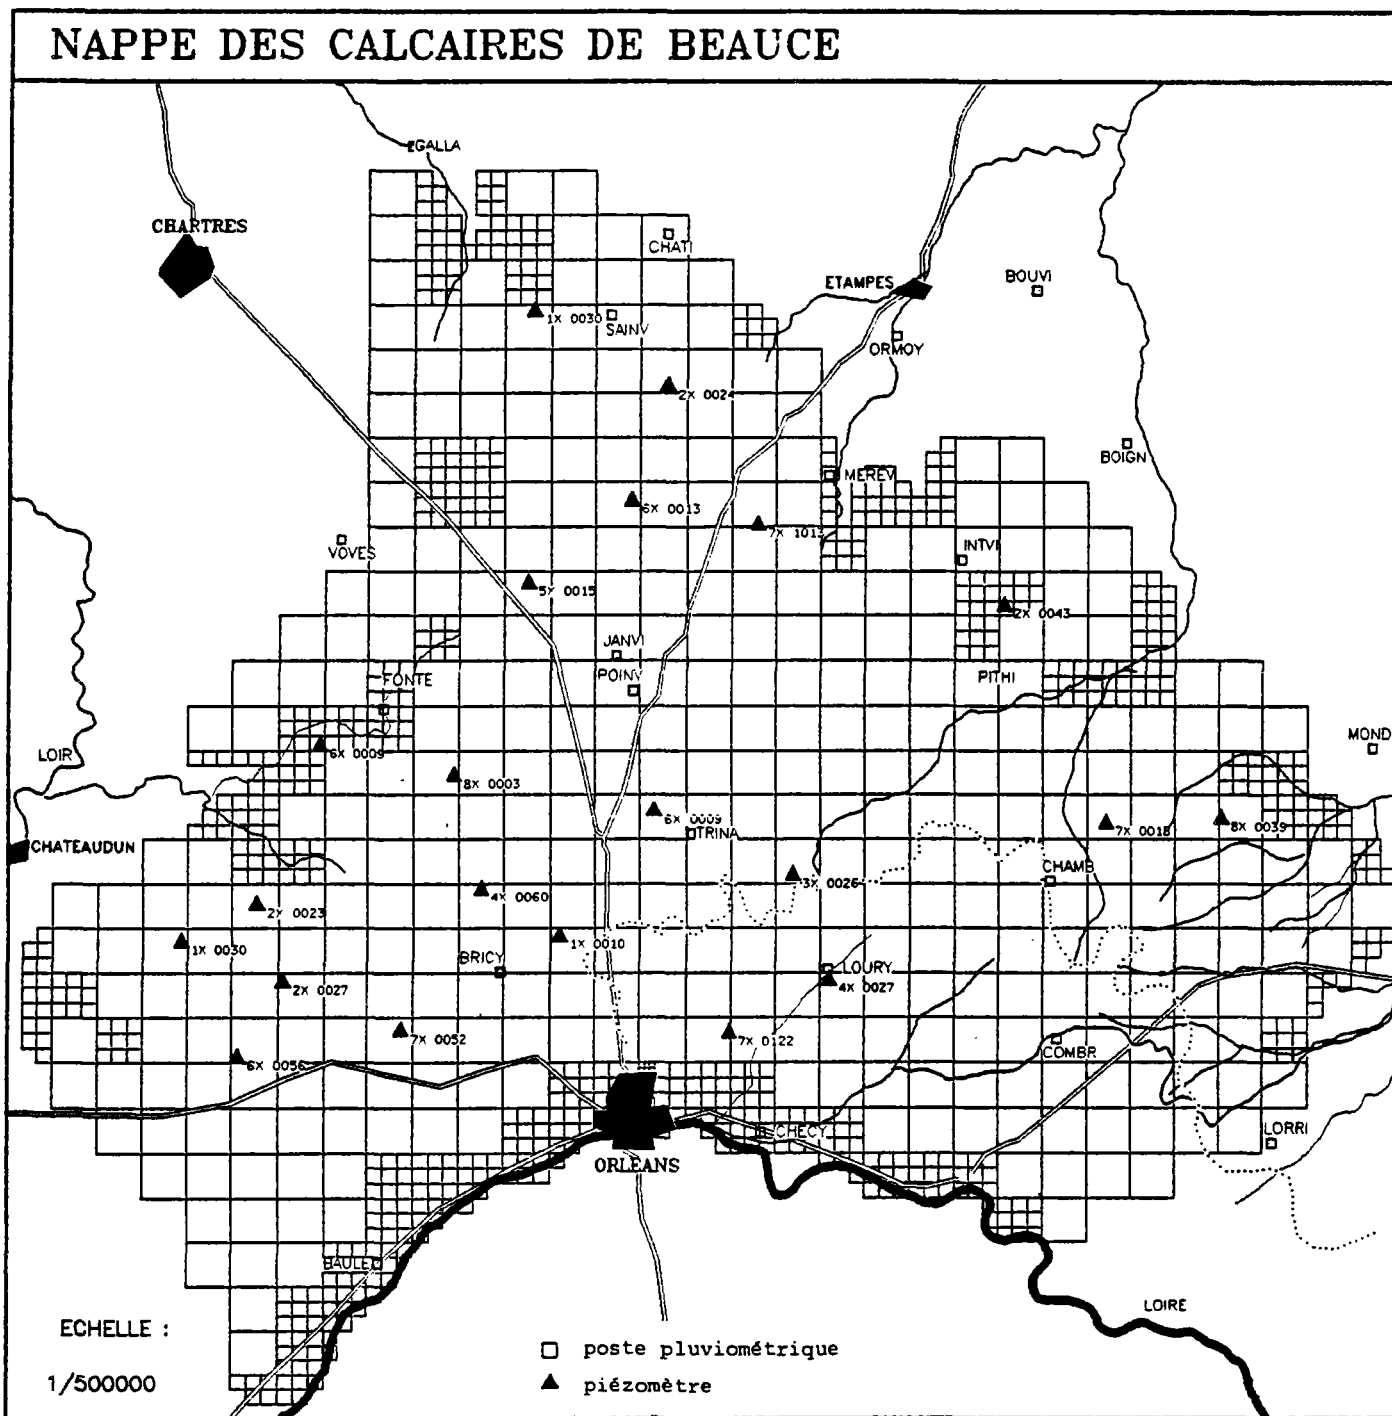 NAPPE DES CALCAIRES DE BEAUCE
EGALLA
CHARTRES
CHATI
ETAMPES
BOUVI
1X 0030
SAINV
ORMOY
2X 0024
BOIGN
MEREV
6X 0013
7X 1013
VOVES
INTVI
5X 0015
2X 0043
JANVI
POINV
PITHI
FONTE
LOIR
6X 0009
MOND
8X 0003
6X 0009
TRINA
7X 0018
8X 0039
CHATEAUDUN
CHAMB
3X 0026
4X 0060
2X 0023
1X 0030
1X 0010
BRICY
LOURY
2X 0027
4X 0027
7X 0052
7X 0122
COMBR
6X 0056
CHECY
LORRI
ORLEANS
BAULE
LOIRE
ECHELLE :
1/500000
poste pluviométrique
piézomètre